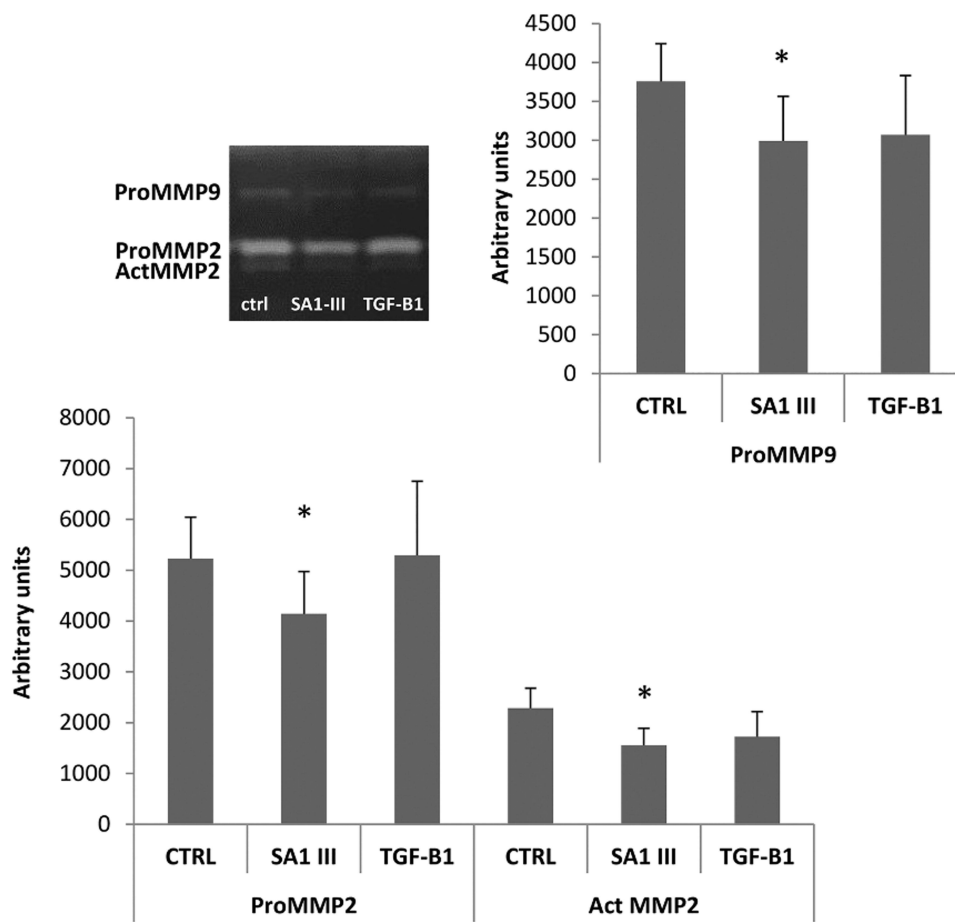 ProMMP9
ProMMP2
ActMMP2
ctrl SA1-III TGF-B1
Arbitrary units
4500
4000
3500
3000
2500
2000
1500
1000
500
0
*
CTRL SA1 III TGF-B1
ProMMP9
Arbitrary units
8000
7000
6000
5000
4000
3000
2000
1000
0
* *
CTRL SA1 III TGF-B1 CTRL SA1 III TGF-B1
ProMMP2 Act MMP2